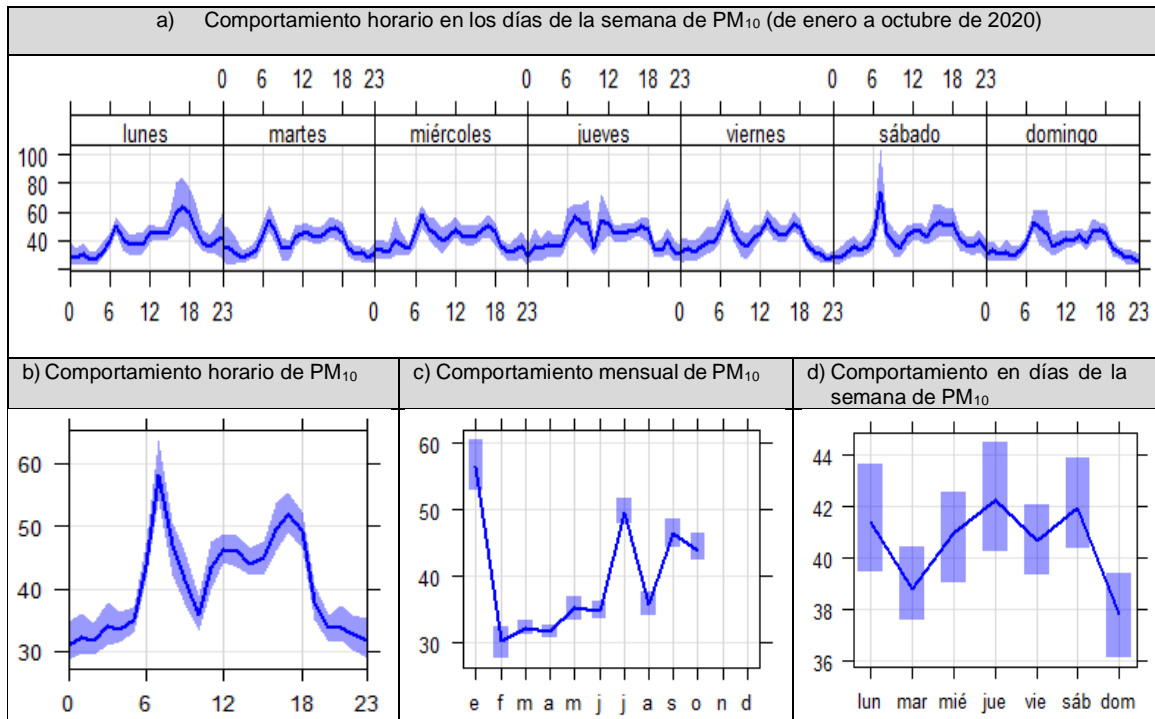 a) Comportamiento horario en los días de la semana de PM₁₀ (de enero a octubre de 2020)
0 6 12 18 23 0 6 12 18 23 0 6 12 18 23
lunes martes miércoles jueves viernes sábado domingo
100
80
60
40
0 6 12 18 23 0 6 12 18 23 0 6 12 18 23 0 6 12 18 23
b) Comportamiento horario de PM₁₀
60
50
40
30
0 6 12 18 23
c) Comportamiento mensual de PM₁₀
60
50
40
30
e f m a m j j a s o n d
d) Comportamiento en días de la
semana de PM₁₀
44
42
40
38
36
lun mar mié jue vie sáb dom